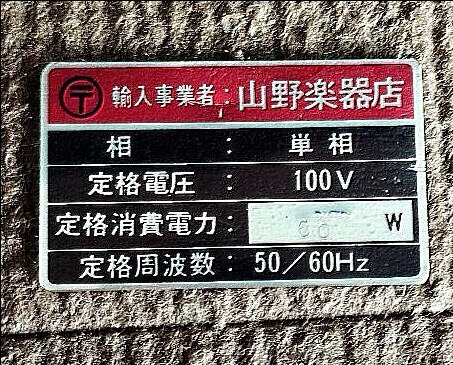 〒 輸入事業者:山野楽器店
相 : 単相
定格電圧: 100V
定格消費電力: 60 W
定格周波数: 50/60Hz